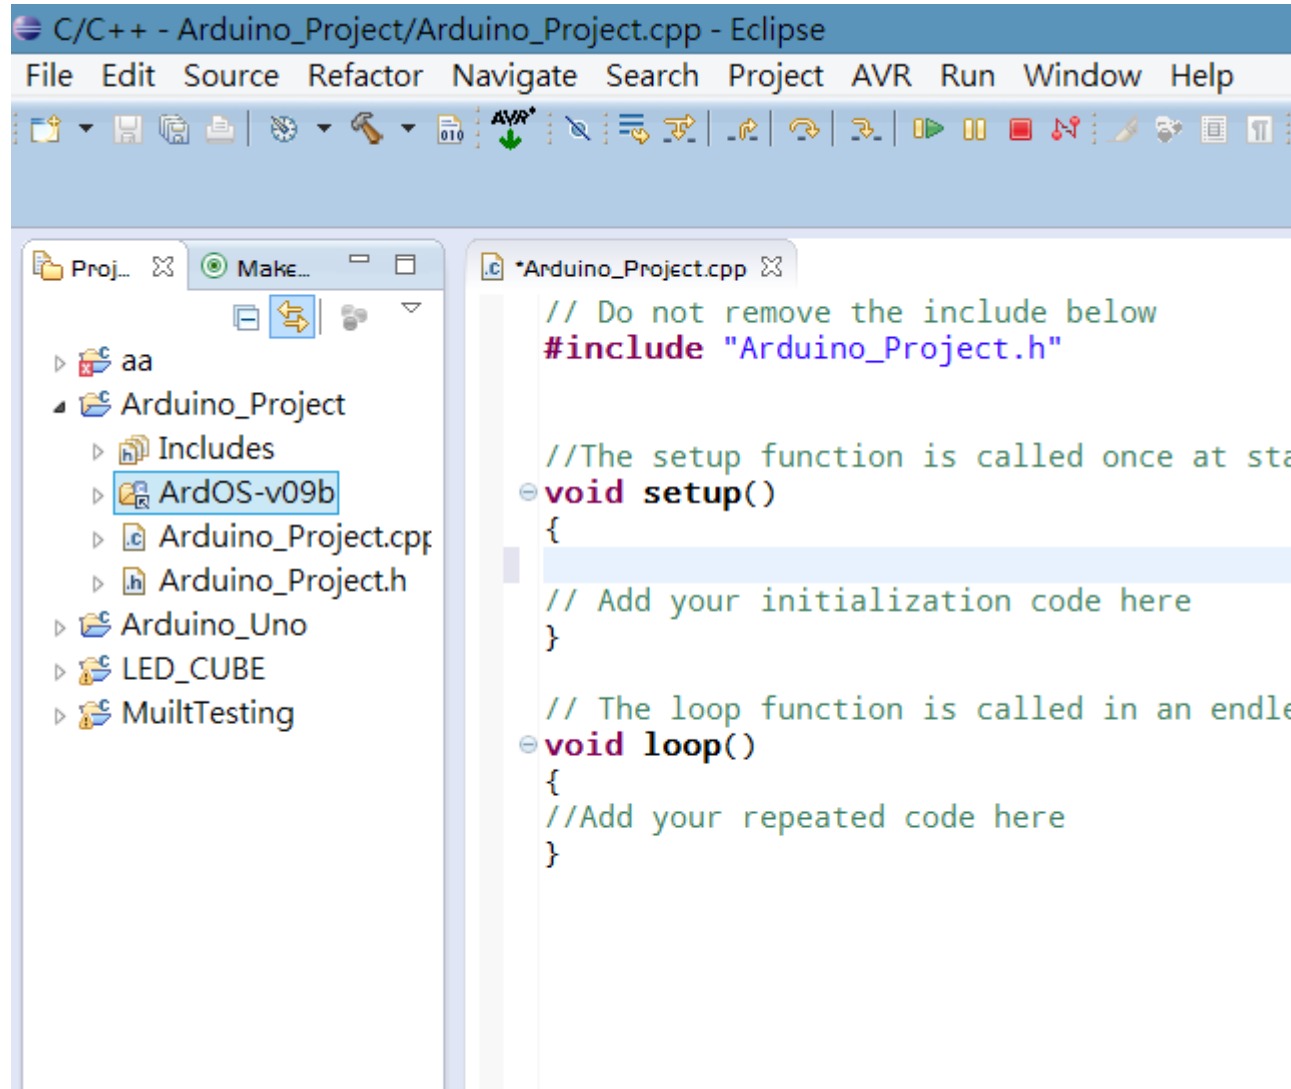 C/C++ - Arduino_Project/Arduino_Project.cpp - Eclipse
File Edit Source Refactor Navigate Search Project AVR Run Window Help
010 AVR
Proj... Make...
*Arduino_Project.cpp
aa
Arduino_Project
Includes
ArdOS-v09b
Arduino_Project.cpp
Arduino_Project.h
Arduino_Uno
LED_CUBE
MuiltTesting
// Do not remove the include below
#include "Arduino_Project.h"
//The setup function is called once at sta
void setup()
{
// Add your initialization code here
}
// The loop function is called in an endle
void loop()
{
//Add your repeated code here
}